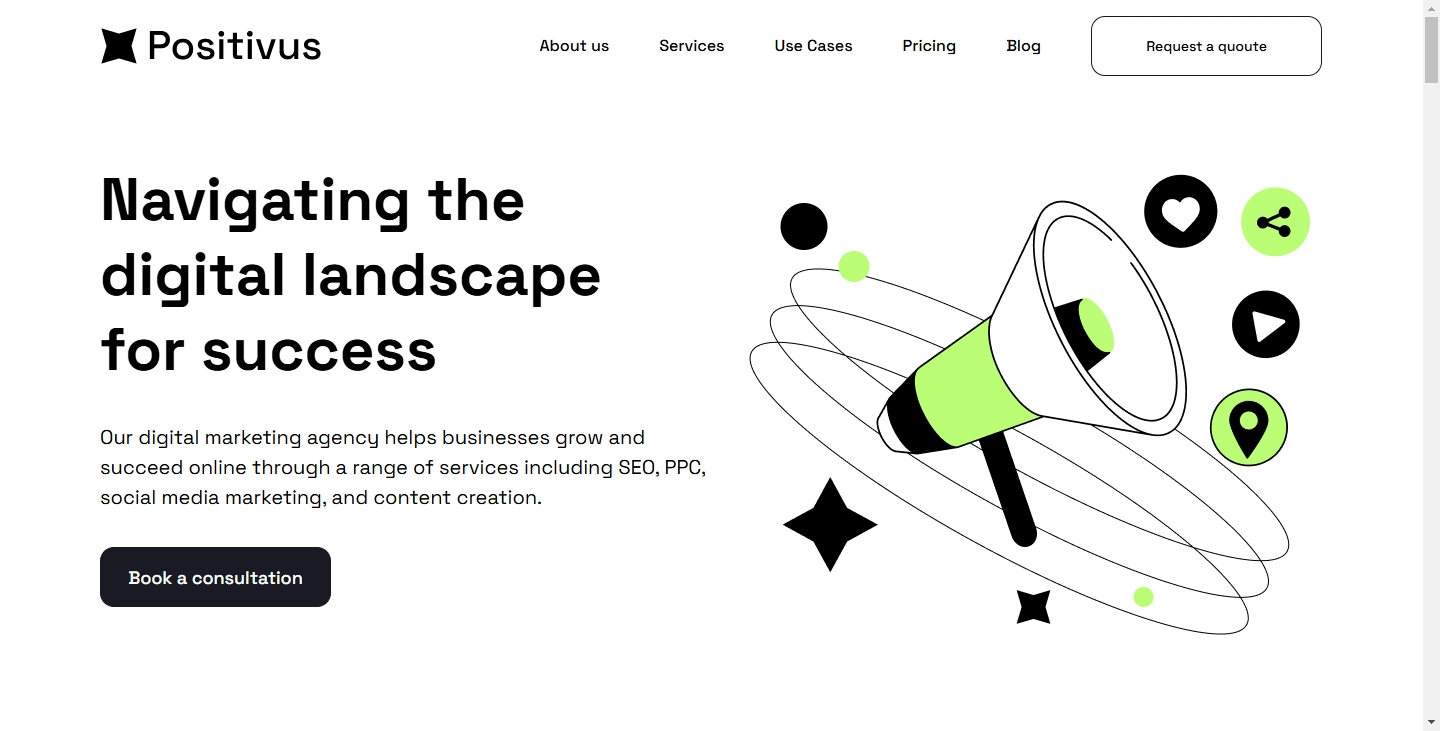 Positivus
About us
Services
Use Cases
Pricing
Blog
Request a quoute
Navigating the
digital landscape
for success
Our digital marketing agency helps businesses grow and
succeed online through a range of services including SEO, PPC,
social media marketing, and content creation.
Book a consultation